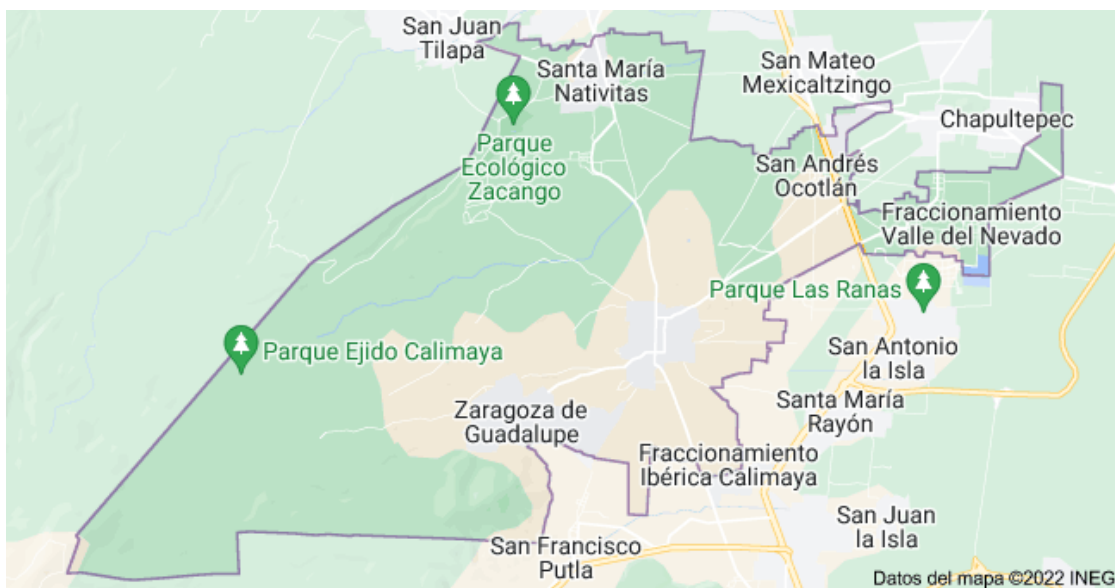 San Juan
Tilapa
Santa María
Nativitas
San Mateo
Mexicaltzingo
Chapultepec
Parque
Ecológico
Zacango
San Andrés
Ocotlán
Fraccionamiento
Valle del Nevado
Parque Las Ranas
Parque Ejido Calimaya
San Antonio
la Isla
Zaragoza de
Guadalupe
Santa María
Rayón
Fraccionamiento
Ibérica Calimaya
San Juan
la Isla
San Francisco
Putla
Datos del mapa ©2022 INEG